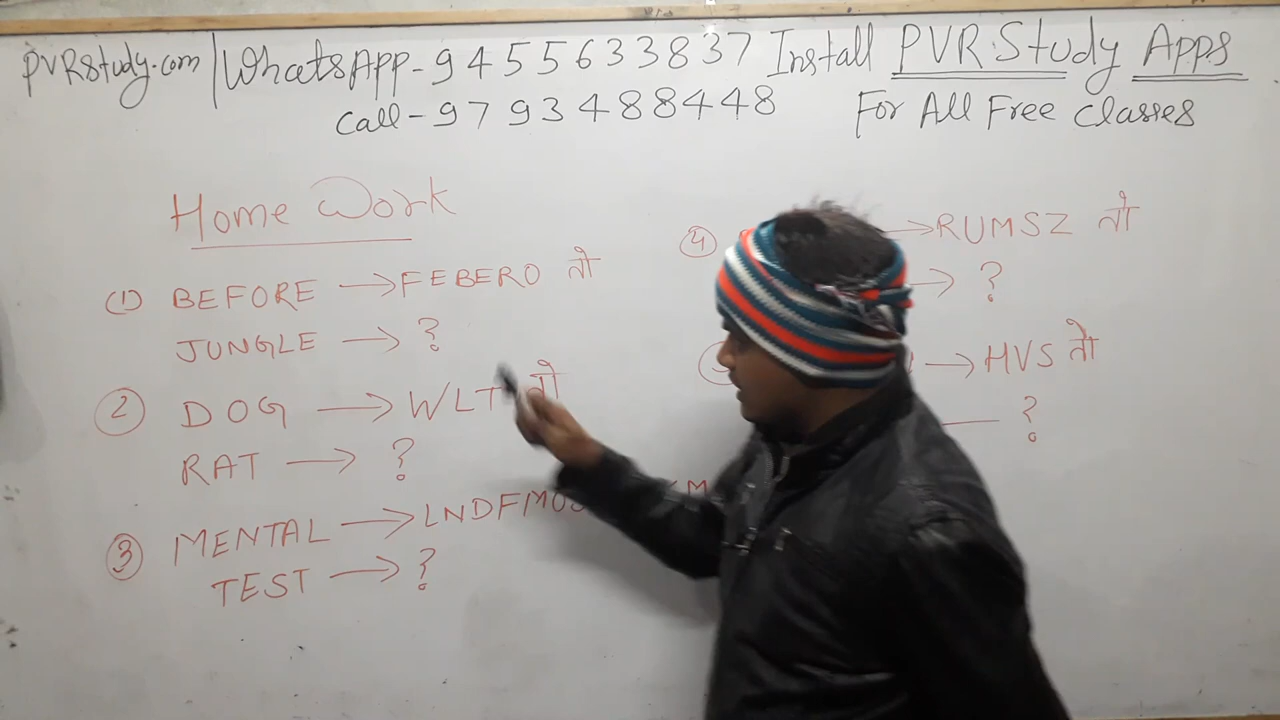 PVRStudy.com | WhatsApp - 9455633837 Install PVR Study Apps
Call - 9793488448 For All Free Classes
Home Work
(1) BEFORE → FEBERO तो
JUNGLE → ?
2 DOG → WLT तो
RAT → ?
3 MENTAL → LNDFMO
TEST → ?
4 → RUMSZ तो
→ ?
→ HVS तो
— ?